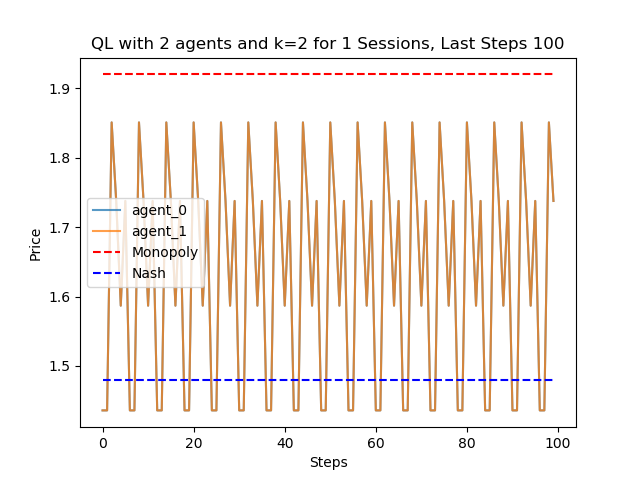 QL with 2 agents and k=2 for 1 Sessions, Last Steps 100
1.9
1.8
1.7
1.6
1.5
Price
agent_0
agent_1
Monopoly
Nash
0
20
40
60
80
100
Steps